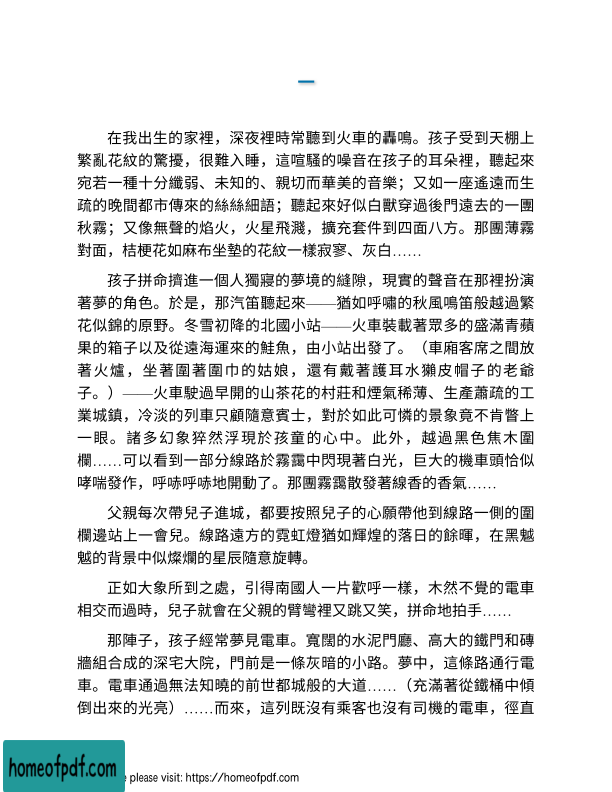 一
在我出生的家裡，深夜裡時常聽到火車的轟鳴。孩子受到天棚上
繁亂花紋的驚擾，很難入睡，這喧騷的噪音在孩子的耳朵裡，聽起來
宛若一種十分纖弱、未知的、親切而華美的音樂；又如一座遙遠而生
疏的晚間都市傳來的絲絲細語；聽起來好似白獸穿過後門遠去的一團
秋霧；又像無聲的焰火，火星飛濺，擴充套件到四面八方。那團薄霧
對面，桔梗花如麻布坐墊的花紋一樣寂寥、灰白……
孩子拼命擠進一個人獨寢的夢境的縫隙，現實的聲音在那裡扮演
著夢的角色。於是，那汽笛聽起來——猶如呼嘯的秋風鳴笛般越過繁
花似錦的原野。冬雪初降的北國小站——火車裝載著眾多的盛滿青蘋
果的箱子以及從遠海運來的鮭魚，由小站出發了。（車廂客席之間放
著火爐，坐著圍著圍巾的姑娘，還有戴著護耳水獺皮帽子的老爺
子。）——火車駛過早開的山茶花的村莊和煙氣稀薄、生產蕭疏的工
業城鎮，冷淡的列車只顧隨意賓士，對於如此可憐的景象竟不肯瞥上
一眼。諸多幻象猝然浮現於孩童的心中。此外，越過黑色焦木圍
欄……可以看到一部分線路於霧靄中閃現著白光，巨大的機車頭恰似
哮喘發作，呼哧呼哧地開動了。那團霧靄散發著線香的香氣……
父親每次帶兒子進城，都要按照兒子的心願帶他到線路一側的圍
欄邊站上一會兒。線路遠方的霓虹燈猶如輝煌的落日的餘暉，在黑魆
魆的背景中似燦爛的星辰隨意旋轉。
正如大象所到之處，引得南國人一片歡呼一樣，木然不覺的電車
相交而過時，兒子就會在父親的臂彎裡又跳又笑，拼命地拍手……
那陣子，孩子經常夢見電車。寬闊的水泥門廳、高大的鐵門和磚
牆組合成的深宅大院，門前是一條灰暗的小路。夢中，這條路通行電
車。電車通過無法知曉的前世都城般的大道……（充滿著從鐵桶中傾
倒出來的光亮）……而來，這列既沒有乘客也沒有司機的電車，徑直
homeofpdf.com
e please visit: https://homeofpdf.com